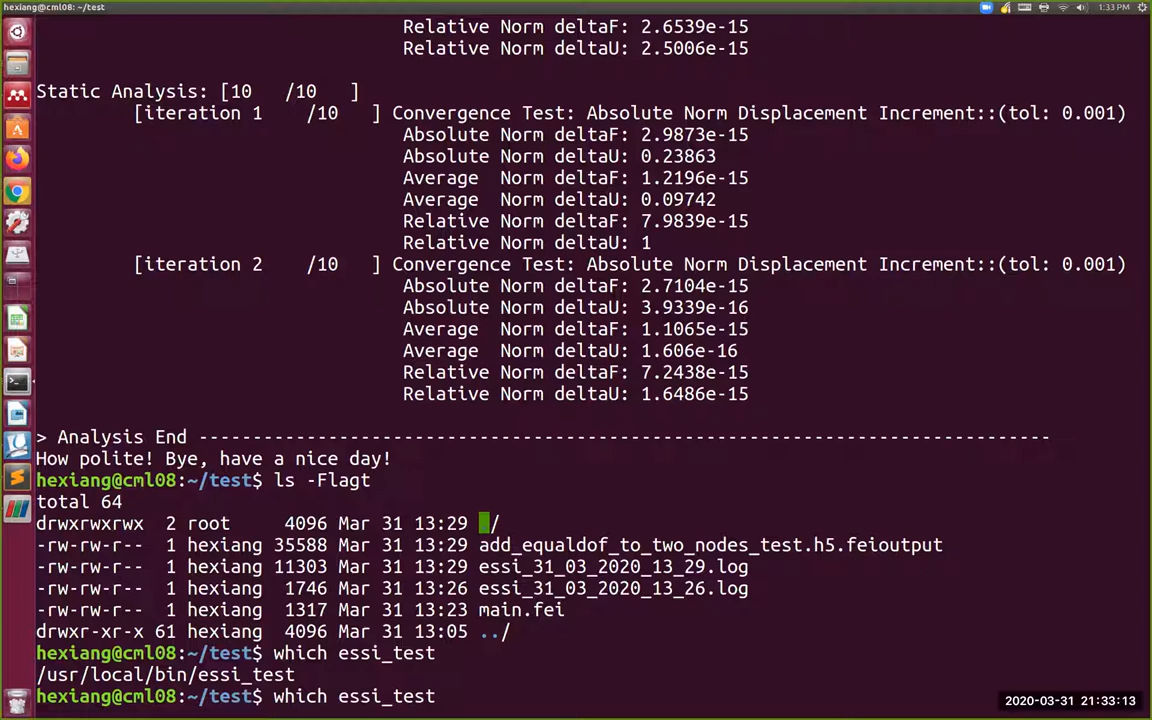 hexiang@cml08: ~/test
1:33 PM
Relative Norm deltaF: 2.6539e-15
Relative Norm deltaU: 2.5006e-15
Static Analysis: [10   /10   ]
[iteration 1    /10   ] Convergence Test: Absolute Norm Displacement Increment::(tol: 0.001)
Absolute Norm deltaF: 2.9873e-15
Absolute Norm deltaU: 0.23863
Average  Norm deltaF: 1.2196e-15
Average  Norm deltaU: 0.09742
Relative Norm deltaF: 7.9839e-15
Relative Norm deltaU: 1
[iteration 2    /10   ] Convergence Test: Absolute Norm Displacement Increment::(tol: 0.001)
Absolute Norm deltaF: 2.7104e-15
Absolute Norm deltaU: 3.9339e-16
Average  Norm deltaF: 1.1065e-15
Average  Norm deltaU: 1.606e-16
Relative Norm deltaF: 7.2438e-15
Relative Norm deltaU: 1.6486e-15
> Analysis End -------------------------------------------------------------------------------
How polite! Bye, have a nice day!
hexiang@cml08:~/test$ ls -Flagt
total 64
drwxrwxrwx  2 root     4096 Mar 31 13:29 ./
-rw-rw-r--  1 hexiang 35588 Mar 31 13:29 add_equaldof_to_two_nodes_test.h5.feioutput
-rw-rw-r--  1 hexiang 11303 Mar 31 13:29 essi_31_03_2020_13_29.log
-rw-rw-r--  1 hexiang  1746 Mar 31 13:26 essi_31_03_2020_13_26.log
-rw-rw-r--  1 hexiang  1317 Mar 31 13:23 main.fei
drwxr-xr-x 61 hexiang  4096 Mar 31 13:05 ../
hexiang@cml08:~/test$ which essi_test
/usr/local/bin/essi_test
hexiang@cml08:~/test$ which essi_test
2020-03-31 21:33:13